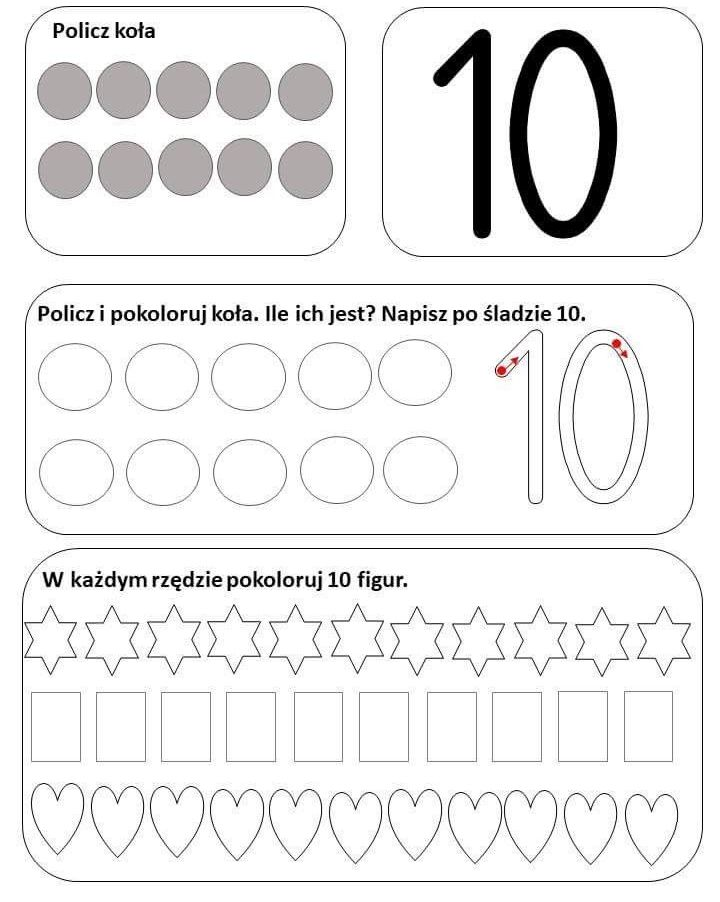 Policz koła
10
Policz i pokoloruj koła. Ile ich jest? Napisz po śladzie 10.
10
W każdym rzędzie pokoloruj 10 figur.